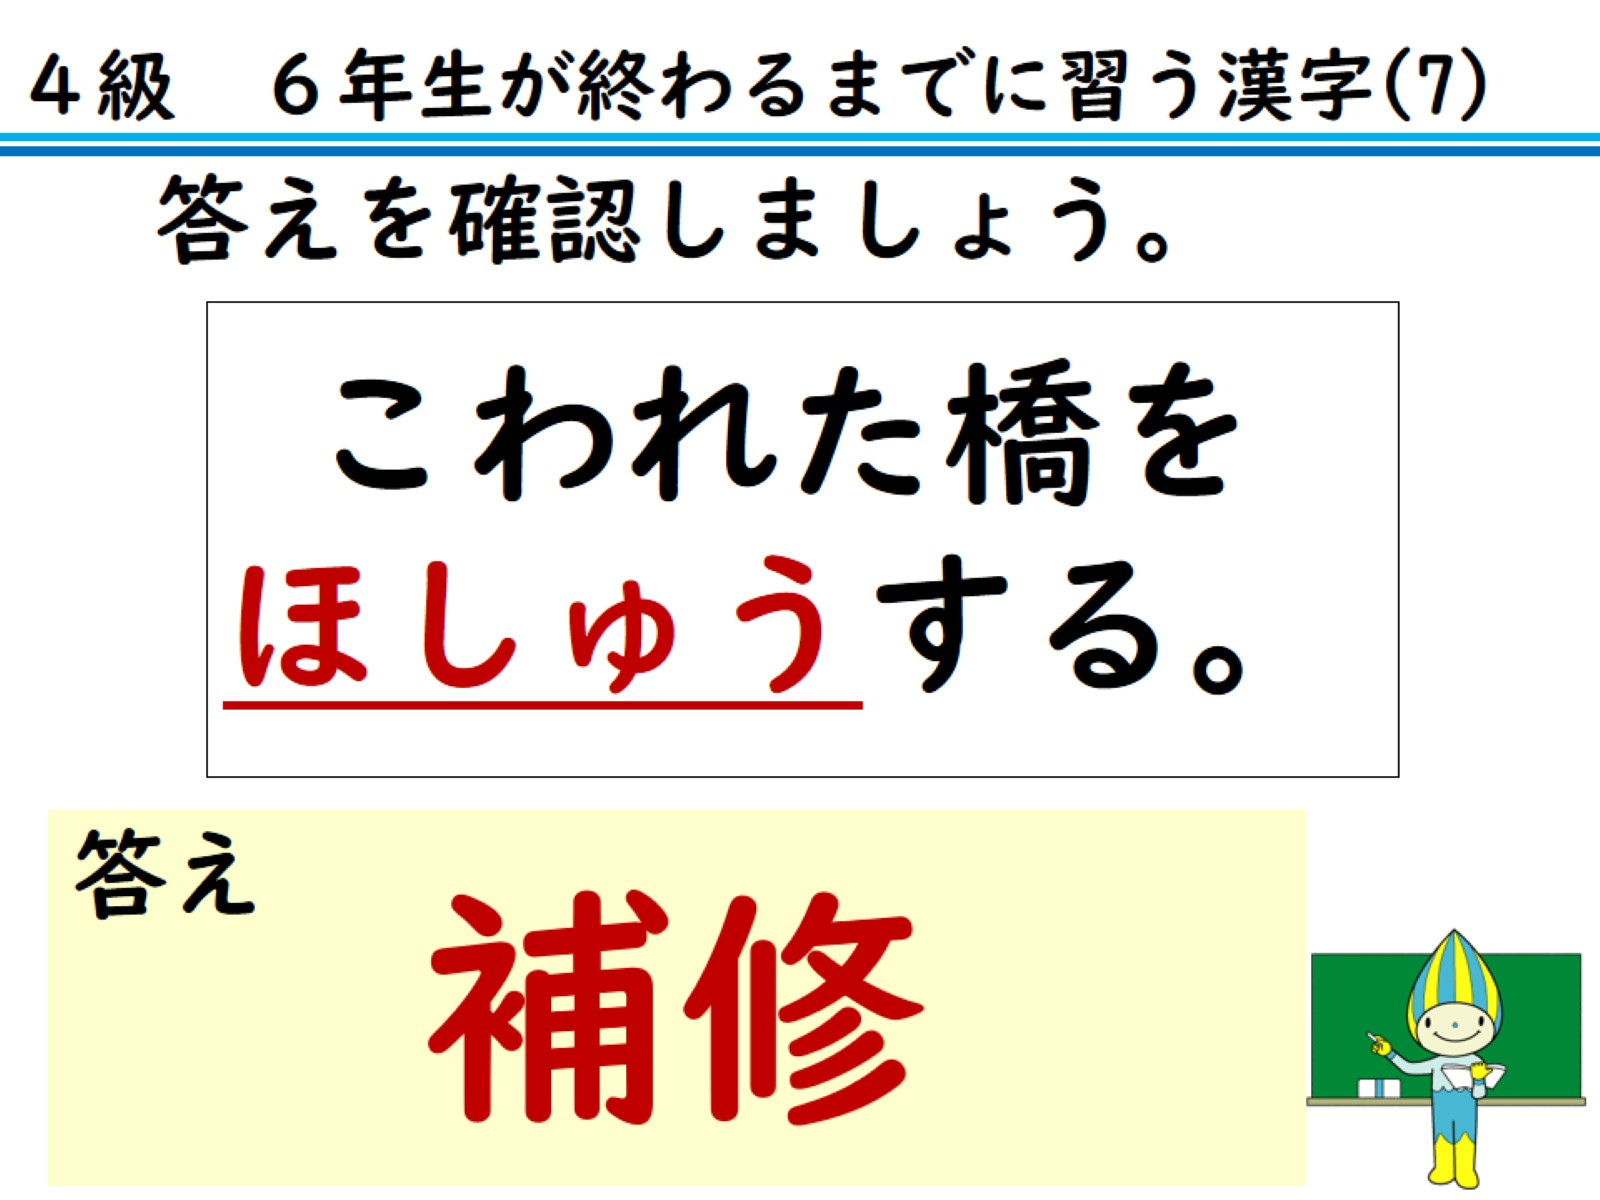 ４級　６年生が終わるまでに習う漢字(7)
答えを確認しましょう。
こわれた橋を
ほしゅうする。
答え
補修